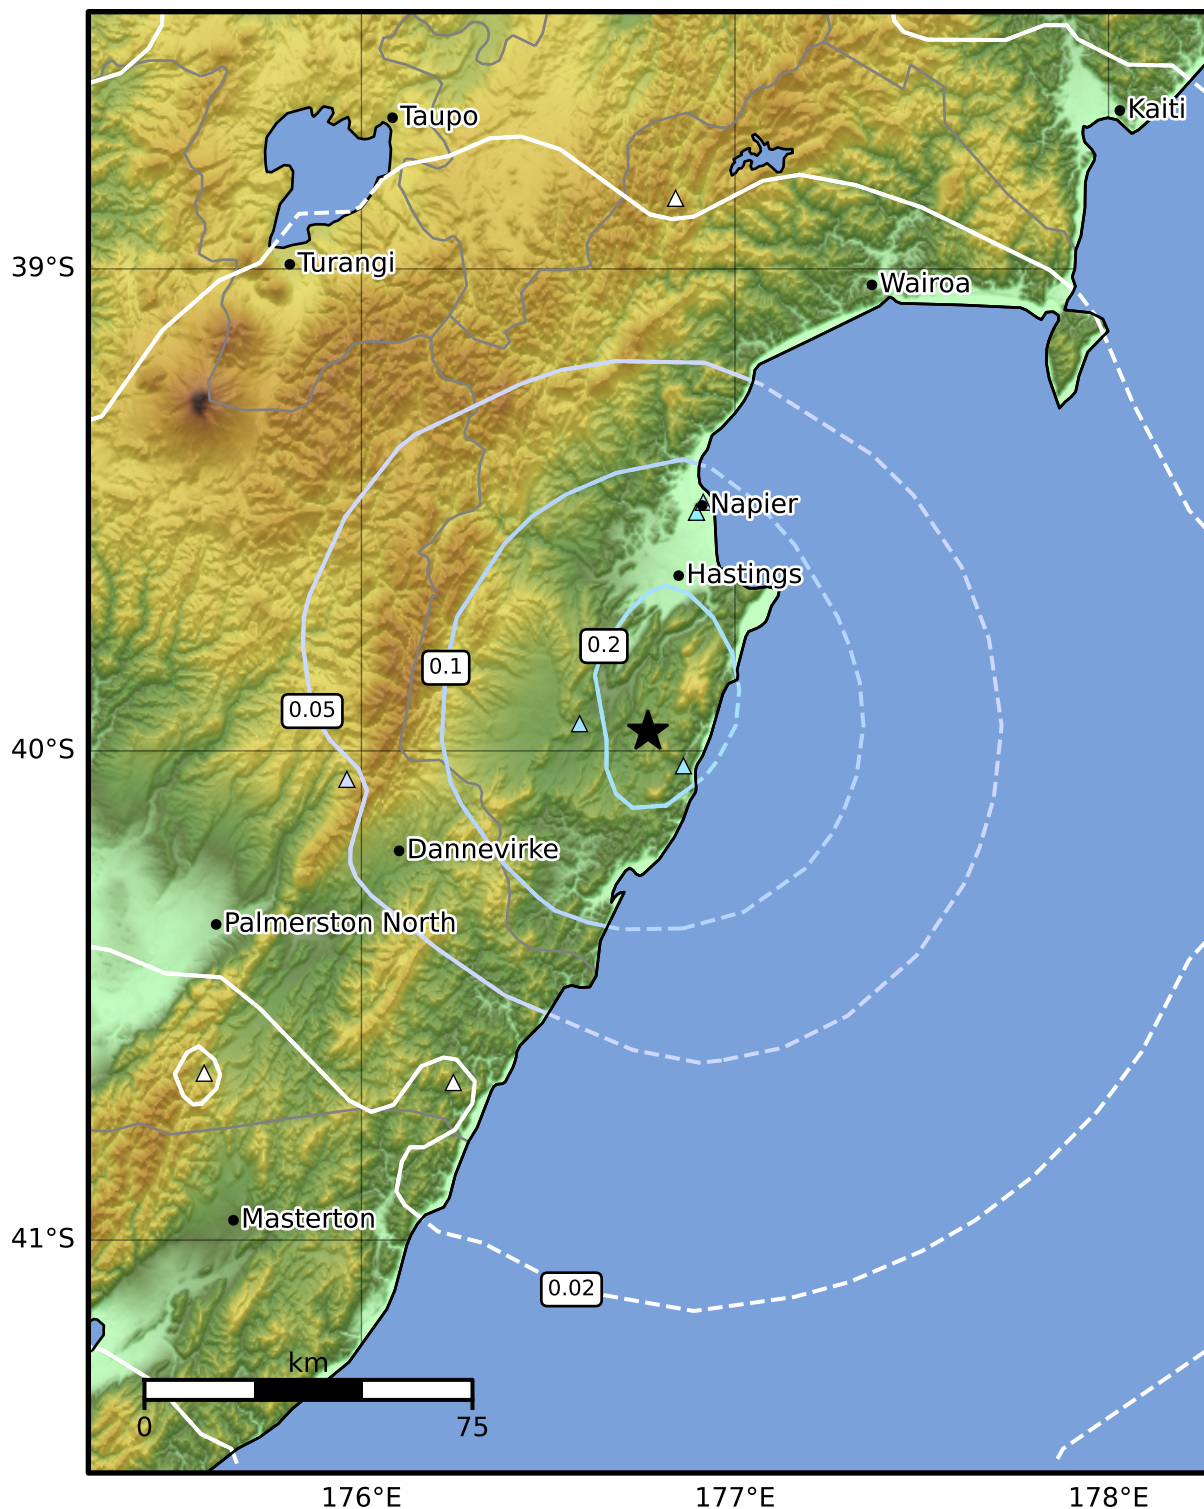 Taupo
Kaiti
39°S
Turangi
Wairoa
Napier
Hastings
0.2
0.1
0.05
40°S
Dannevirke
Palmerston North
Masterton
41°S
0.02
km
0
75
176°E
177°E
178°E